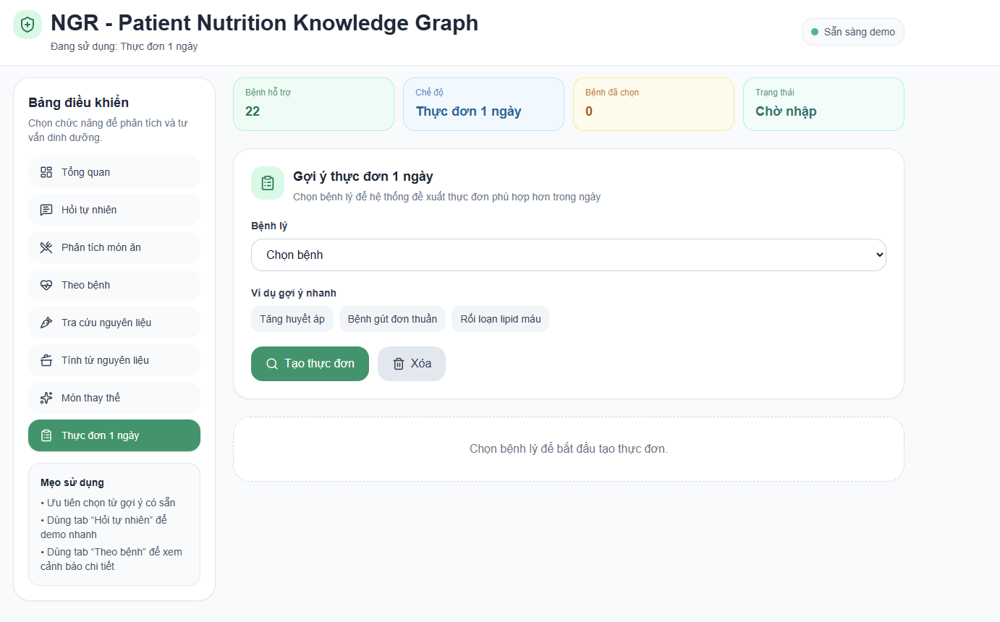 NGR - Patient Nutrition Knowledge Graph
Đang sử dụng: Thực đơn 1 ngày
Sẵn sàng demo
Bảng điều khiển
Chọn chức năng để phân tích và tư
vấn dinh dưỡng.
Tổng quan
Hỏi tự nhiên
Phân tích món ăn
Theo bệnh
Tra cứu nguyên liệu
Tính từ nguyên liệu
Món thay thế
Thực đơn 1 ngày
Mẹo sử dụng
• Ưu tiên chọn từ gợi ý có sẵn
• Dùng tab “Hỏi tự nhiên” để
demo nhanh
• Dùng tab “Theo bệnh” để xem
cảnh báo chi tiết
Bệnh hỗ trợ
22
Chế độ
Thực đơn 1 ngày
Bệnh đã chọn
0
Trạng thái
Chờ nhập
Gợi ý thực đơn 1 ngày
Chọn bệnh lý để hệ thống đề xuất thực đơn phù hợp hơn trong ngày
Bệnh lý
Chọn bệnh
Ví dụ gợi ý nhanh
Tăng huyết áp
Bệnh gút đơn thuần
Rối loạn lipid máu
Tạo thực đơn
Xóa
Chọn bệnh lý để bắt đầu tạo thực đơn.